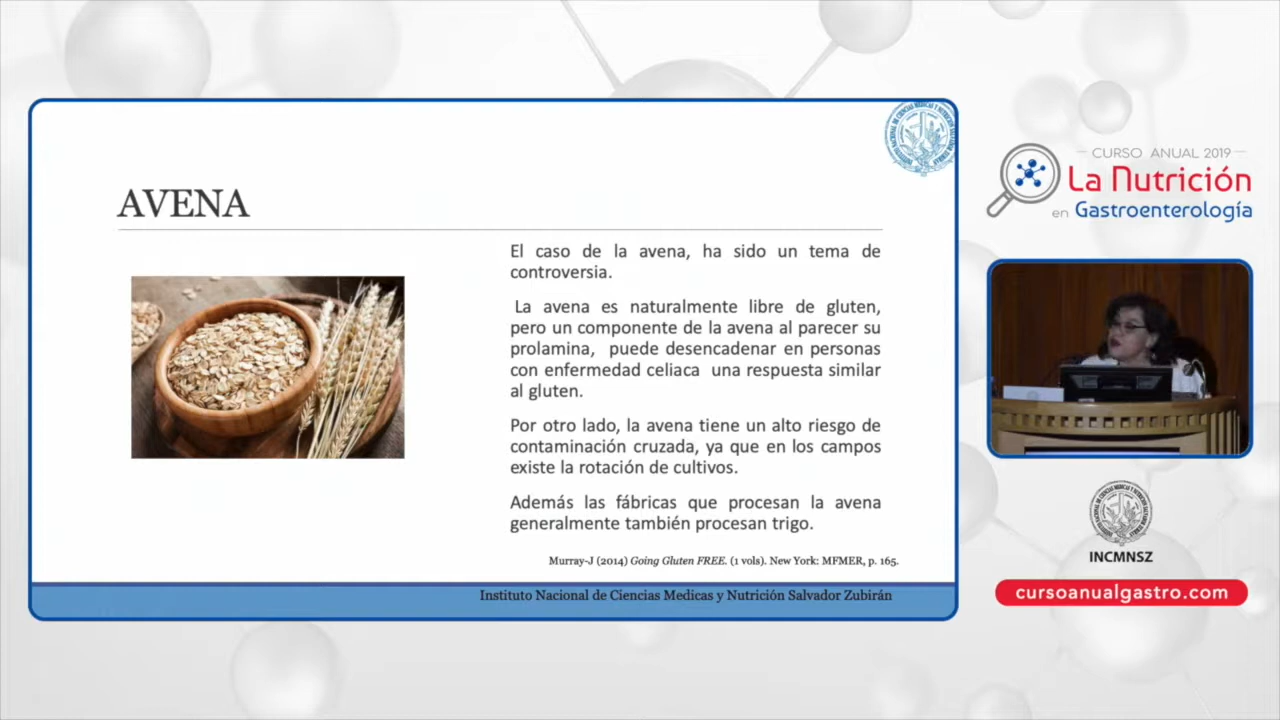 AVENA
El caso de la avena, ha sido un tema de
controversia.
La avena es naturalmente libre de gluten,
pero un componente de la avena al parecer su
prolamina, puede desencadenar en personas
con enfermedad celiaca una respuesta similar
al gluten.
Por otro lado, la avena tiene un alto riesgo de
contaminación cruzada, ya que en los campos
existe la rotación de cultivos.
Además las fábricas que procesan la avena
generalmente también procesan trigo.
Murray-J (2014) Going Gluten FREE. (1 vols). New York: MFMER, p. 165.
Instituto Nacional de Ciencias Medicas y Nutrición Salvador Zubirán
CURSO ANUAL 2019
La Nutrición
en Gastroenterología
INCMNSZ
cursoanualgastro.com